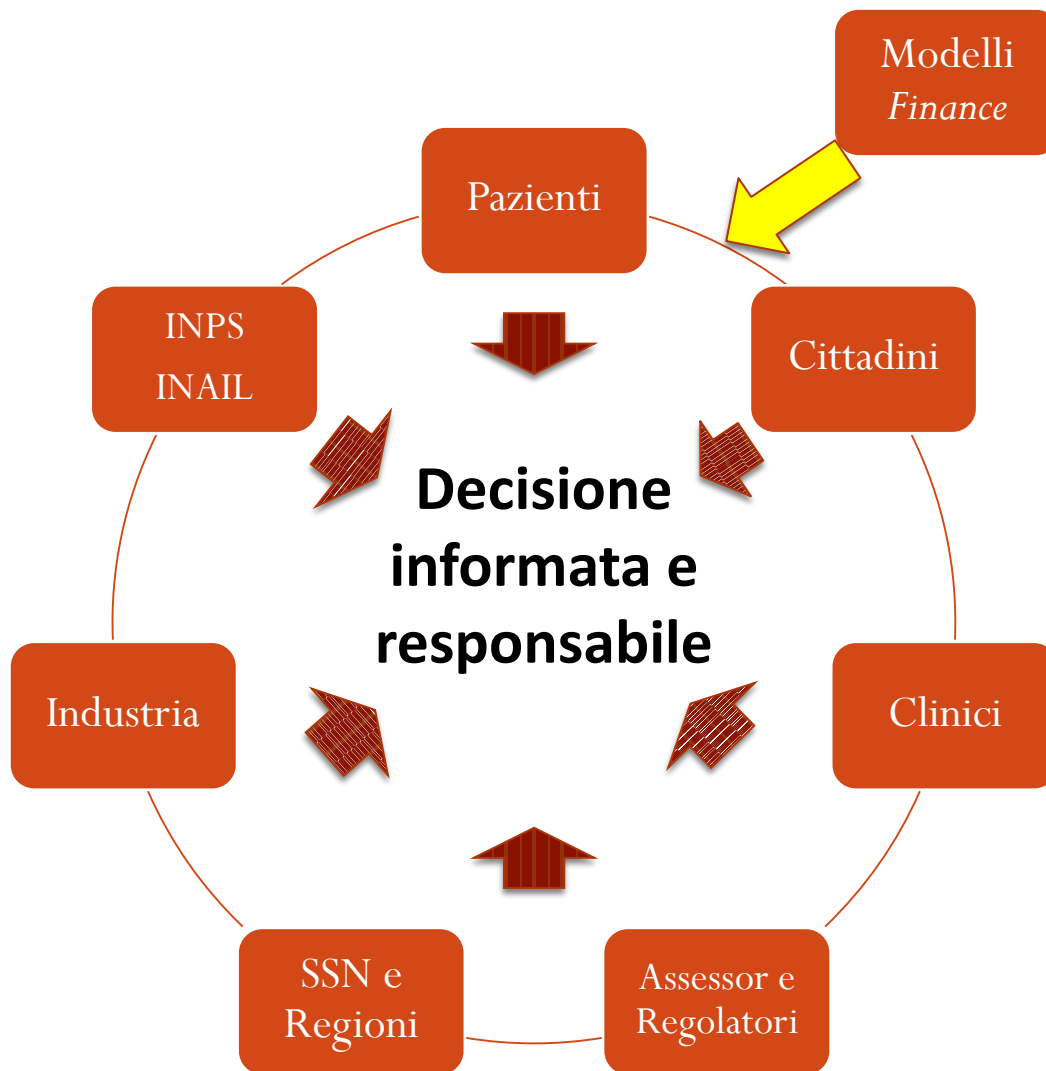 Modelli
Finance
Pazienti
INPS
INAIL
Cittadini
Decisione
informata e
responsabile
Industria
Clinici
SSN e
Regioni
Assessor e
Regolatori